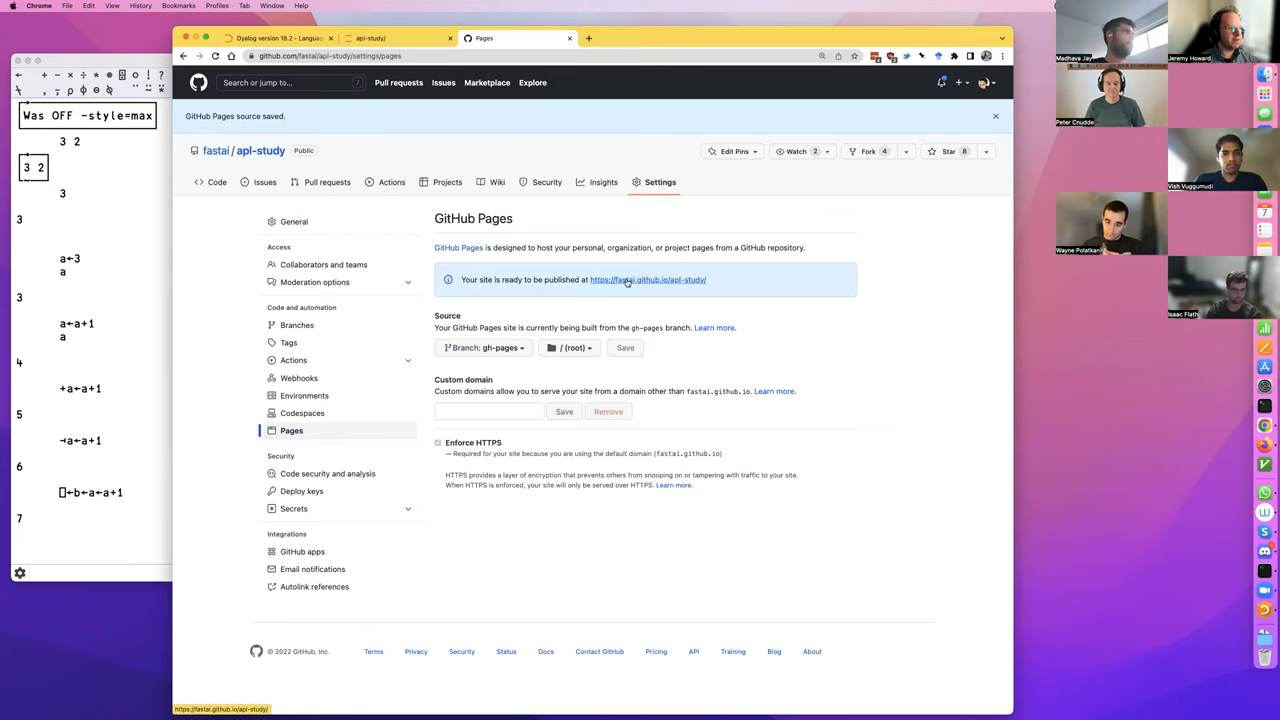 Chrome File Edit View History Bookmarks Profiles Tab Window Help
Dyalog version 18.2 - Langua
apl-study/
Pages
github.com/fastai/apl-study/settings/pages
Was OFF -style=max
3 2
3 2
3
3
a←3
a
3
a←a+1
a
4
+a←a+1
5
⊣a←a+1
6
⎕←b←a←a+1
7
Search or jump to... /
Pull requests Issues Marketplace Explore
GitHub Pages source saved.
fastai / apl-study Public
Edit Pins Watch 2 Fork 4 Star 8
Code Issues Pull requests Actions Projects Wiki Security Insights Settings
General
Access
Collaborators and teams
Moderation options
Code and automation
Branches
Tags
Actions
Webhooks
Environments
Codespaces
Pages
Security
Code security and analysis
Deploy keys
Secrets
Integrations
GitHub apps
Email notifications
Autolink references
GitHub Pages
GitHub Pages is designed to host your personal, organization, or project pages from a GitHub repository.
Your site is ready to be published at https://fastai.github.io/apl-study/
Source
Your GitHub Pages site is currently being built from the gh-pages branch. Learn more.
Branch: gh-pages / (root) Save
Custom domain
Custom domains allow you to serve your site from a domain other than fastai.github.io. Learn more.
Save Remove
Enforce HTTPS
— Required for your site because you are using the default domain (fastai.github.io)
HTTPS provides a layer of encryption that prevents others from snooping on or tampering with traffic to your site.
When HTTPS is enforced, your site will only be served over HTTPS. Learn more.
© 2022 GitHub, Inc. Terms Privacy Security Status Docs Contact GitHub Pricing API Training Blog About
https://fastai.github.io/apl-study/
Madhava Jay
Jeremy Howard
Peter Cnudde
Vish Vuggumudi
Wayne Polatkan
Isaac Flath
7